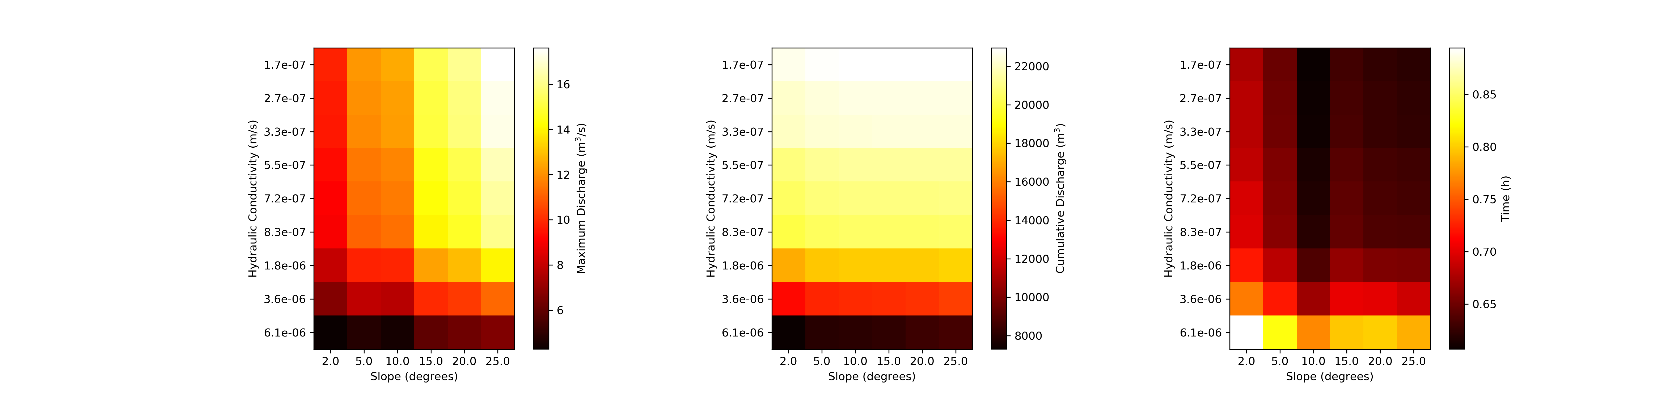 1.7e-07
2.7e-07
3.3e-07
5.5e-07
7.2e-07
8.3e-07
1.8e-06
3.6e-06
6.1e-06
Hydraulic Conductivity (m/s)
2.0 5.0 10.0 15.0 20.0 25.0
Slope (degrees)
16
14
12
10
8
6
Maximum Discharge (m³/s)
1.7e-07
2.7e-07
3.3e-07
5.5e-07
7.2e-07
8.3e-07
1.8e-06
3.6e-06
6.1e-06
Hydraulic Conductivity (m/s)
2.0 5.0 10.0 15.0 20.0 25.0
Slope (degrees)
22000
20000
18000
16000
14000
12000
10000
8000
Cumulative Discharge (m³)
1.7e-07
2.7e-07
3.3e-07
5.5e-07
7.2e-07
8.3e-07
1.8e-06
3.6e-06
6.1e-06
Hydraulic Conductivity (m/s)
2.0 5.0 10.0 15.0 20.0 25.0
Slope (degrees)
0.85
0.80
0.75
0.70
0.65
Time (h)